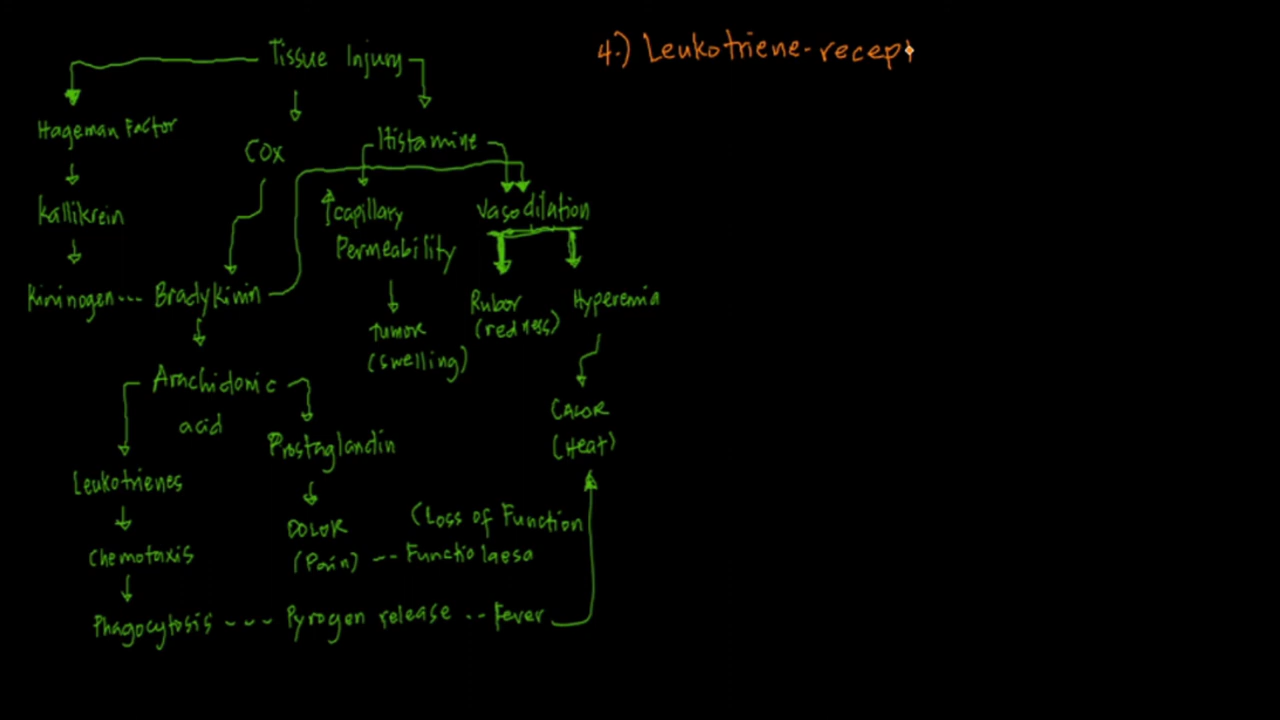 Tissue Injury
4.) Leukotriene-recept
Hageman Factor
COX
Histamine
Kallikrein
capillary
Permeability
Vasodilation
Kininogen... Bradykinin
Tumor
(swelling)
Rubor
(redness)
Hyperemia
Arachidonic
acid
CALOR
(Heat)
Prostaglandin
Leukotrienes
DOLOR
(Pain) -- Functio laesa
(Loss of Function
Chemotaxis
Phagocytosis --- Pyrogen release -- Fever